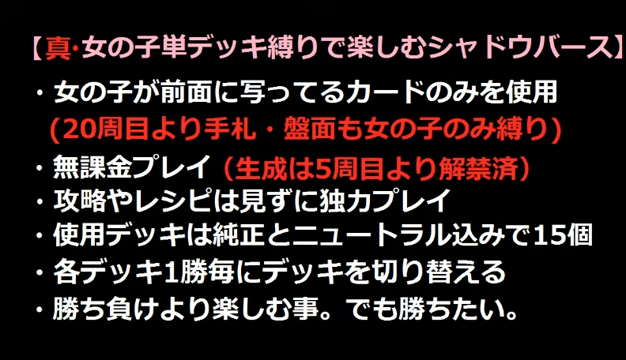 【真・女の子単デッキ縛りで楽しむシャドウバース】
・女の子が前面に写ってるカードのみを使用
(20周目より手札・盤面も女の子のみ縛り)
・無課金プレイ（生成は5周目より解禁済）
・攻略やレシピは見ずに独力プレイ
・使用デッキは純正とニュートラル込みで15個
・各デッキ1勝毎にデッキを切り替える
・勝ち負けより楽しむ事。でも勝ちたい。